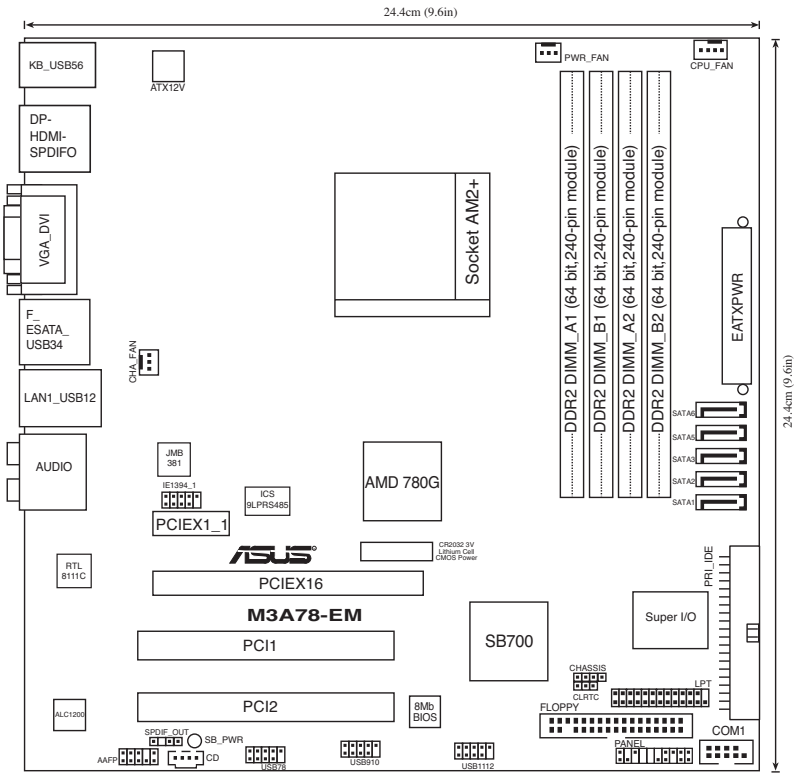 24.4cm (9.6in)
KB_USB56
ATX12V
PWR_FAN
CPU_FAN
DP-
HDMI-
SPDIFO
VGA_DVI
Socket AM2+
DDR2 DIMM_A1 (64 bit,240-pin module)
DDR2 DIMM_B1 (64 bit,240-pin module)
DDR2 DIMM_A2 (64 bit,240-pin module)
DDR2 DIMM_B2 (64 bit,240-pin module)
EATXPWR
24.4cm (9.6in)
F_
ESATA_
USB34
CHA_FAN
LAN1_USB12
SATA6
SATA5
SATA3
SATA2
SATA1
AUDIO
JMB
381
IE1394_1
ICS
9LPRS485
AMD 780G
PCIEX1_1
ASUS
CR2032 3V
Lithium Cell
CMOS Power
RTL
8111C
PCIEX16
PRI_IDE
M3A78-EM
Super I/O
PCI1
SB700
CHASSIS
LPT
CLRTC
PCI2
8Mb
BIOS
FLOPPY
ALC1200
SPDIF_OUT
SB_PWR
COM1
AAFP
CD
USB78
USB910
USB1112
PANEL